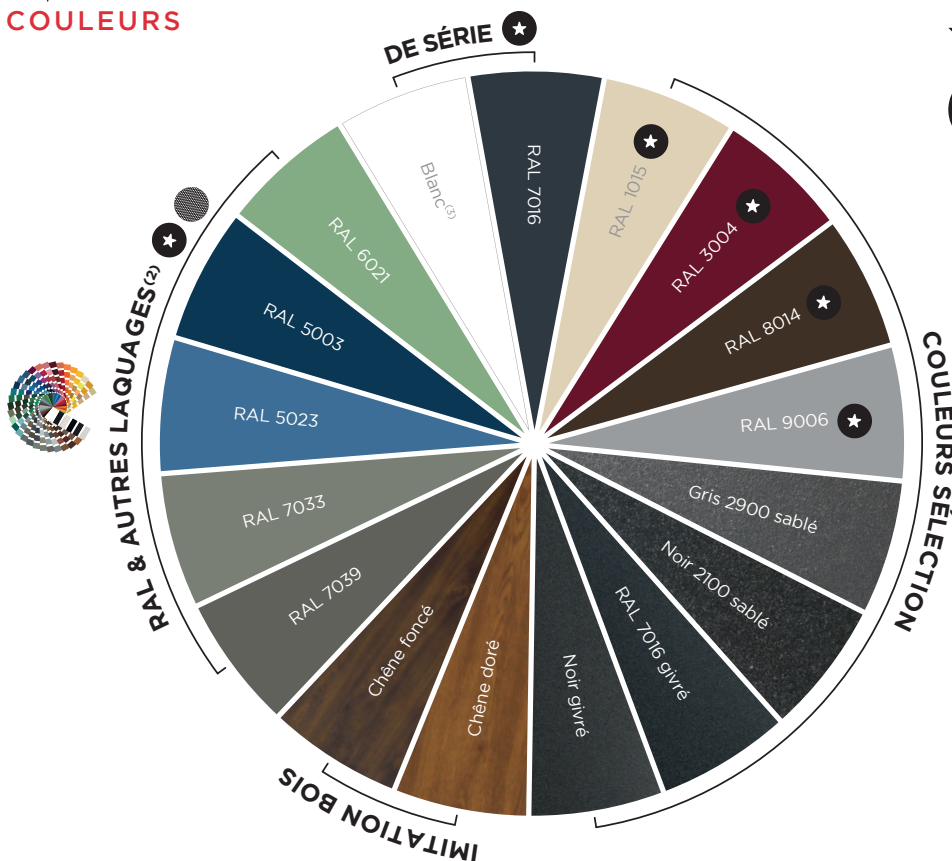 COULEURS
DE SÉRIE
Blanc(3)
RAL 7016
RAL 1015
RAL 3004
RAL 8014
RAL 9006
Gris 2900 sablé
Noir 2100 sablé
RAL 7016 givré
Noir givré
COULEURS SÉLECTION
Chêne doré
Chêne foncé
IMITATION BOIS
RAL 7039
RAL 7033
RAL 5023
RAL 5003
RAL 6021
RAL & AUTRES LAQUAGES(2)